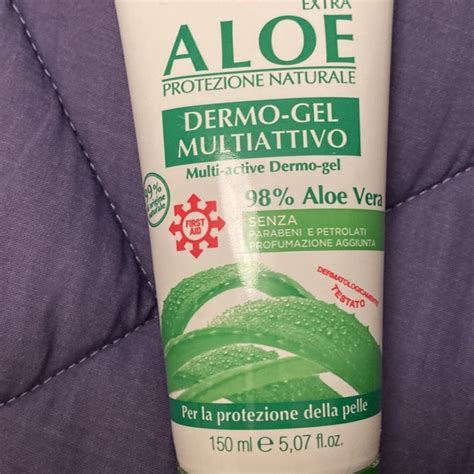 EXTRA
ALOE
PROTEZIONE NATURALE
DERMO-GEL
MULTIATTIVO
Multi-active Dermo-gel
98% Aloe Vera
99%
FIRST
AID
SENZA
PARABENI E PETROLATI
PROFUMAZIONE AGGIUNTA
DERMATOLOGICAMENTE
TESTATO
Per la protezione della pelle
150 ml e 5,07 fl.oz.